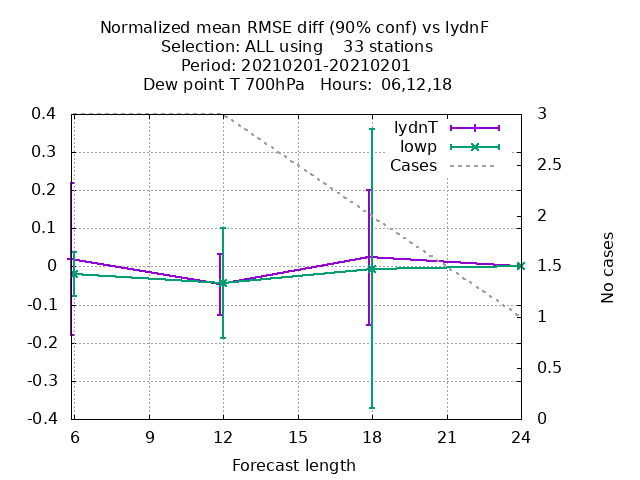 Normalized mean RMSE diff (90% conf) vs lydnF
Selection: ALL using    33 stations
Period: 20210201-20210201
Dew point T 700hPa   Hours:  06,12,18
lydnT
lowp
Cases
0.4
0.3
0.2
0.1
0
-0.1
-0.2
-0.3
-0.4
3
2.5
2
1.5
1
0.5
0
No cases
6 9 12 15 18 21 24
Forecast length